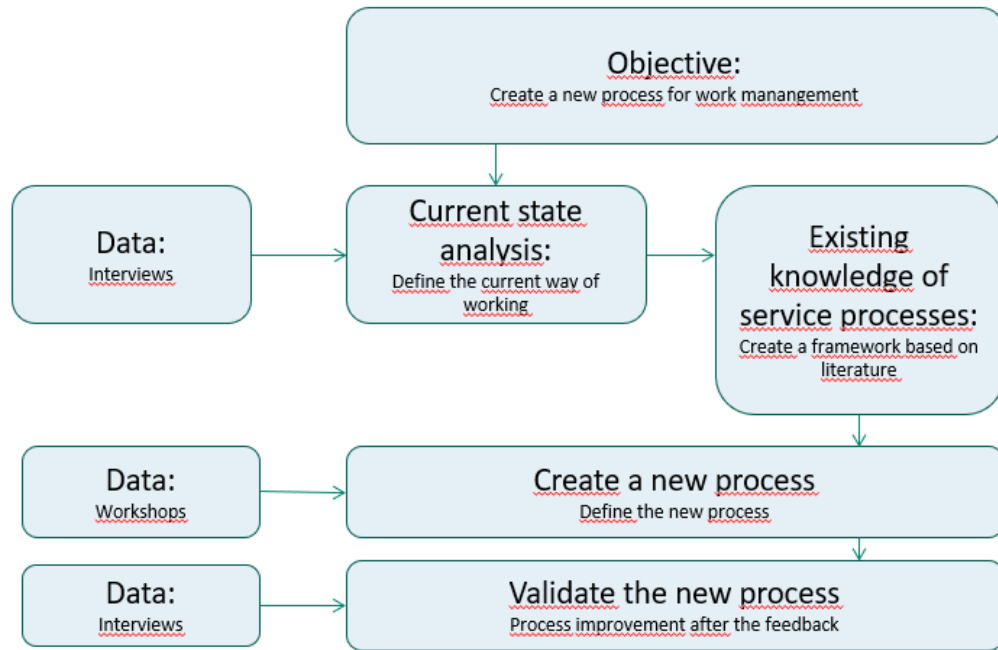 Objective:
Create a new process for work manangement
Data:
Interviews
Current state
analysis:
Define the current way of
working
Existing
knowledge of
service processes:
Create a framework based on
literature
Data:
Workshops
Create a new process
Define the new process
Data:
Interviews
Validate the new process
Process improvement after the feedback